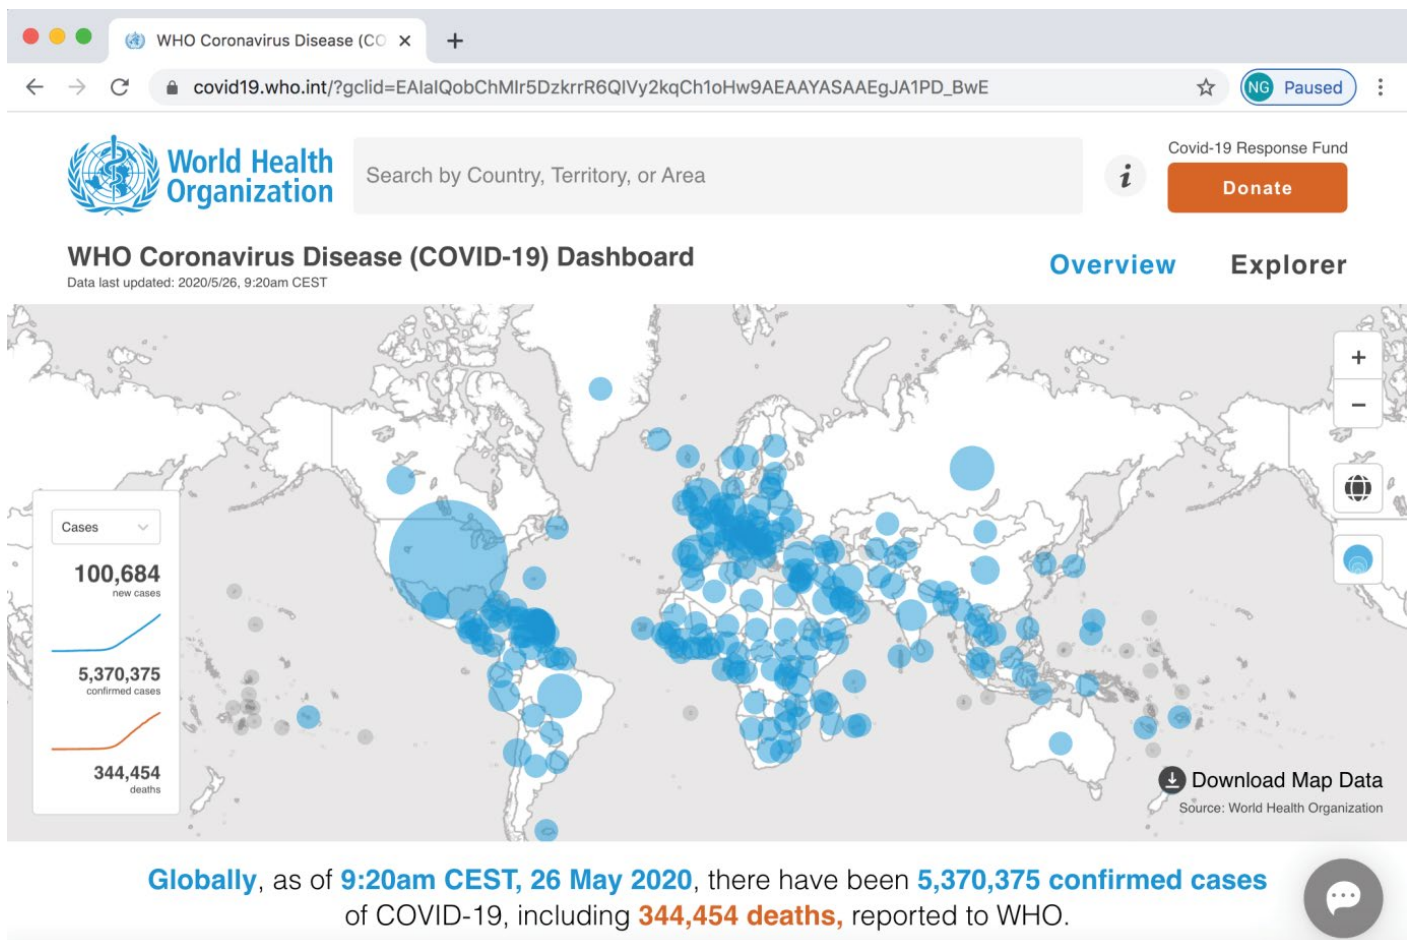 WHO Coronavirus Disease (CO
covid19.who.int/?gclid=EAIaIQobChMIr5DzkrrR6QIVy2kqCh1oHw9AEAAYASAAEgJA1PD_BwE
NG Paused
World Health
Organization
Search by Country, Territory, or Area
i
Covid-19 Response Fund
Donate
WHO Coronavirus Disease (COVID-19) Dashboard
Data last updated: 2020/5/26, 9:20am CEST
Overview Explorer
Cases
100,684
new cases
5,370,375
confirmed cases
344,454
deaths
Download Map Data
Source: World Health Organization
Globally, as of 9:20am CEST, 26 May 2020, there have been 5,370,375 confirmed cases
of COVID-19, including 344,454 deaths, reported to WHO.